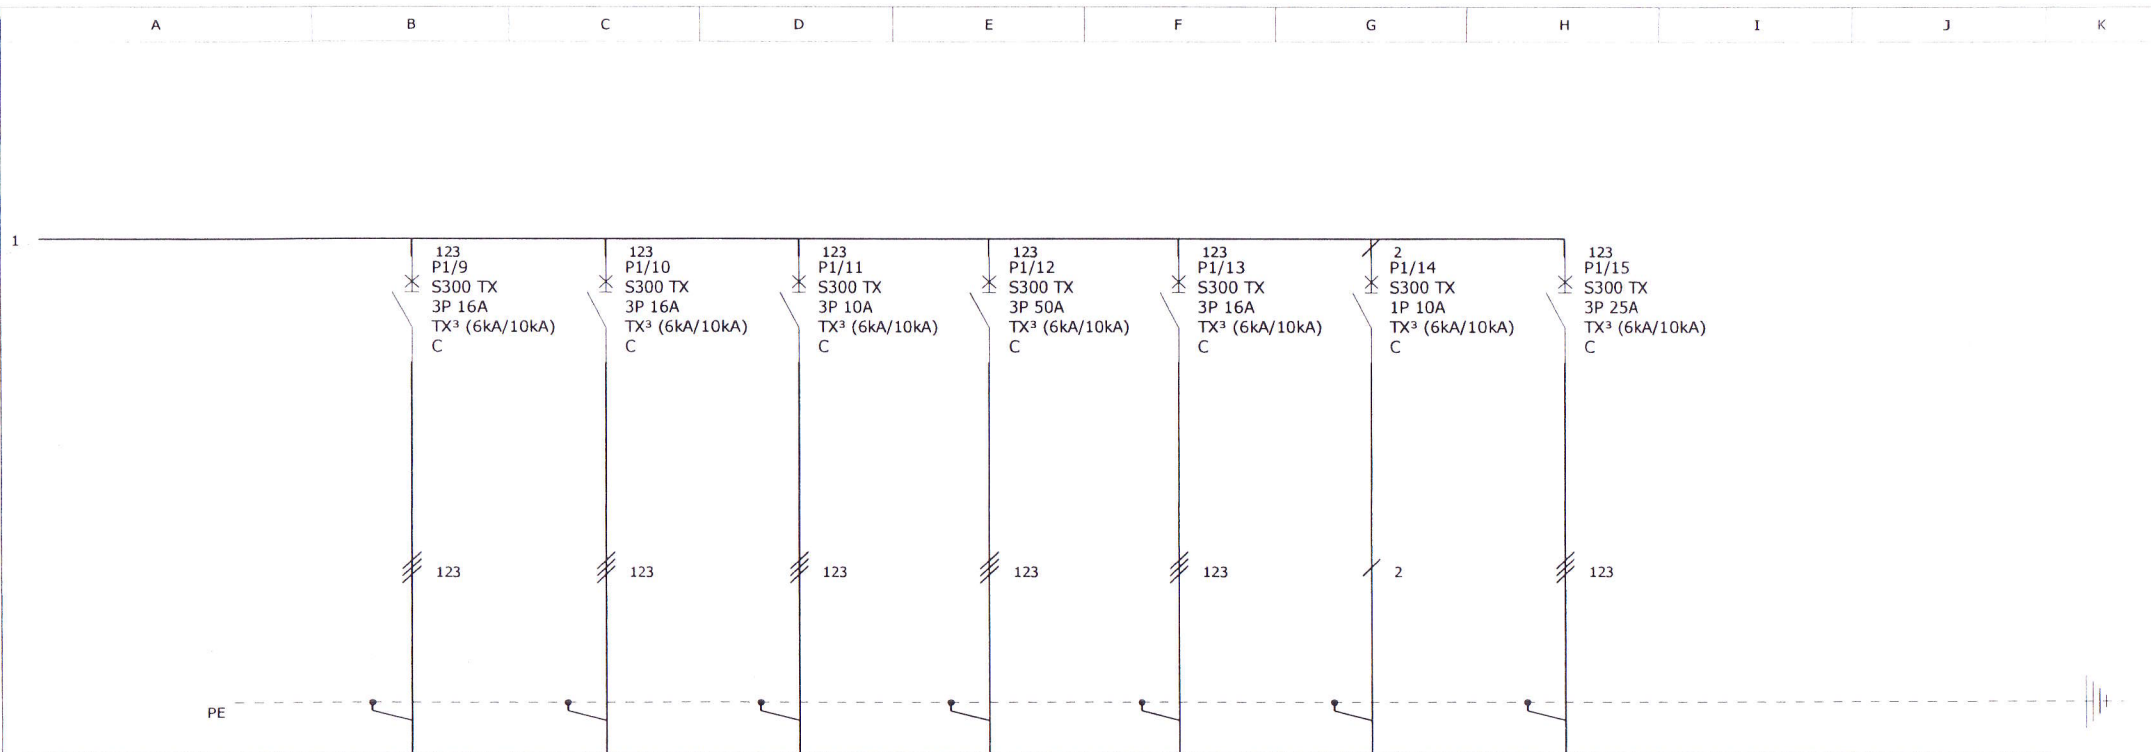 A B C D E F G H I J K
1
123
P1/9
S300 TX
3P 16A
TX³ (6kA/10kA)
C
123
P1/10
S300 TX
3P 16A
TX³ (6kA/10kA)
C
123
P1/11
S300 TX
3P 10A
TX³ (6kA/10kA)
C
123
P1/12
S300 TX
3P 50A
TX³ (6kA/10kA)
C
123
P1/13
S300 TX
3P 16A
TX³ (6kA/10kA)
C
2
P1/14
S300 TX
1P 10A
TX³ (6kA/10kA)
C
123
P1/15
S300 TX
3P 25A
TX³ (6kA/10kA)
C
123 123 123 123 123 2 123
PE